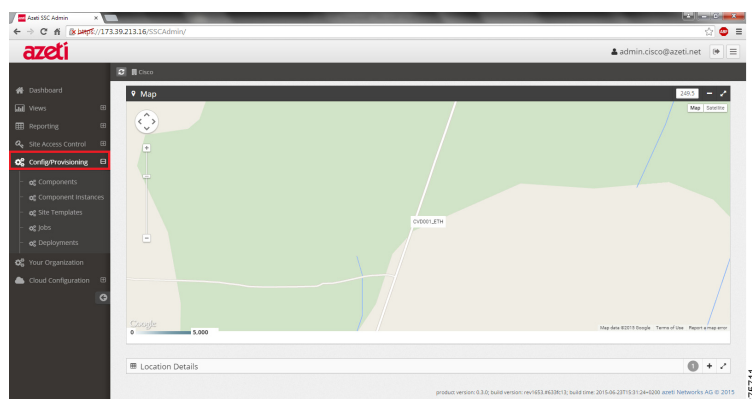 Azeti SSC Admin
https://173.39.213.16/SSCAdmin/
ABP
azeti
admin.cisco@azeti.net
Cisco
Dashboard
Views
Reporting
Site Access Control
Config/Provisioning
Components
Component Instances
Site Templates
Jobs
Deployments
Your Organization
Cloud Configuration
Map
249.5
Map Satellite
CVD001_ETH
Google
0 5,000
Map data ©2015 Google Terms of Use Report a map error
Location Details
1
product version: 0.3.0; build version: rev1653.#633fc13; build time: 2015-06-23T15:31:24+0200 azeti Networks AG © 2015